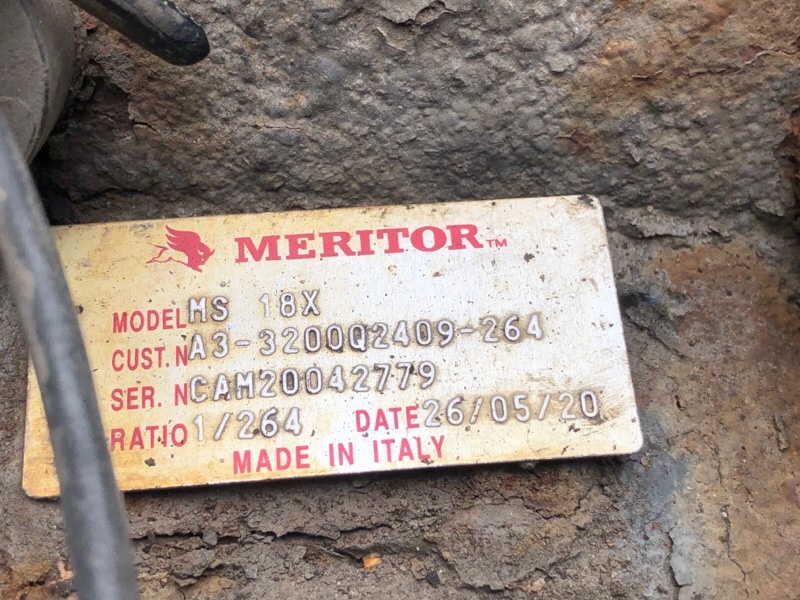 MERITOR™
MODEL MS 18X
CUST. N A3-3200Q2409-264
SER. N CAM20042779
RATIO 1/264 DATE 26/05/20
MADE IN ITALY